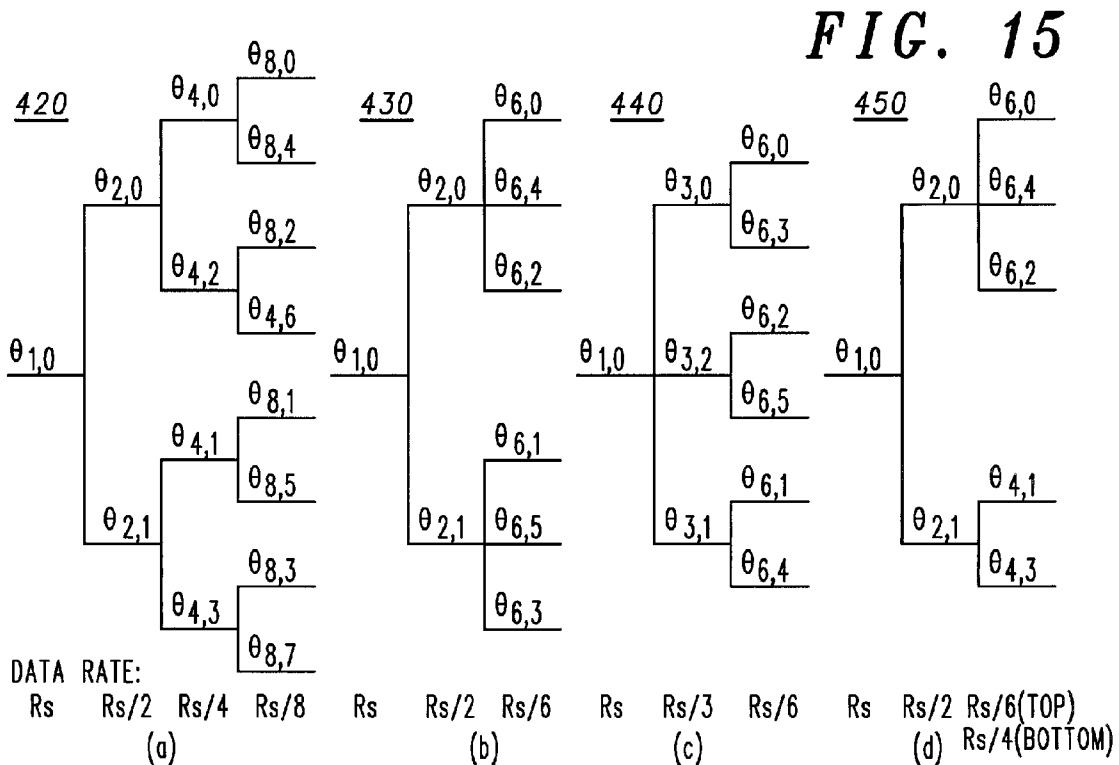 FIG. 15
420
θ1,0
θ2,0
θ2,1
θ4,0
θ4,2
θ4,1
θ4,3
θ8,0
θ8,4
θ8,2
θ4,6
θ8,1
θ8,5
θ8,3
θ8,7
430
θ1,0
θ2,0
θ2,1
θ6,0
θ6,4
θ6,2
θ6,1
θ6,5
θ6,3
440
θ1,0
θ3,0
θ3,2
θ3,1
θ6,0
θ6,3
θ6,2
θ6,5
θ6,1
θ6,4
450
θ1,0
θ2,0
θ2,1
θ6,0
θ6,4
θ6,2
θ4,1
θ4,3
DATA RATE:
Rs Rs/2 Rs/4 Rs/8
(a)
Rs Rs/2 Rs/6
(b)
Rs Rs/3 Rs/6
(c)
Rs Rs/2 Rs/6(TOP)
Rs/4(BOTTOM)
(d)